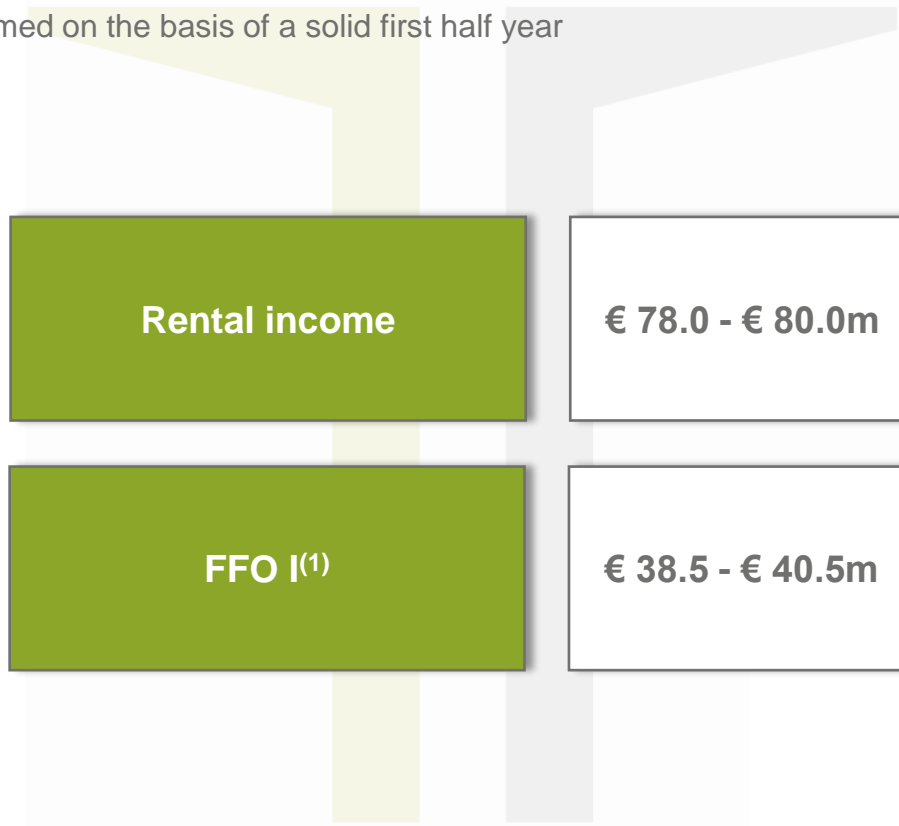 med on the basis of a solid first half year
Rental income
€ 78.0 - € 80.0m
FFO I(1)
€ 38.5 - € 40.5m